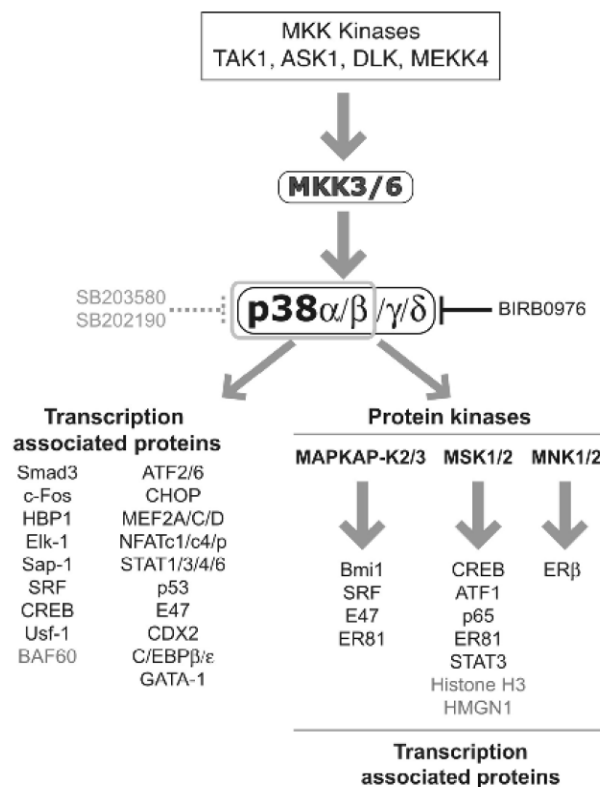 MKK Kinases
TAK1, ASK1, DLK, MEKK4
MKK3/6
SB203580
SB202190
p38α/β/γ/δ
BIRB0976
Transcription
associated proteins
Smad3
c-Fos
HBP1
Elk-1
Sap-1
SRF
CREB
Usf-1
BAF60
ATF2/6
CHOP
MEF2A/C/D
NFATc1/c4/p
STAT1/3/4/6
p53
E47
CDX2
C/EBPβ/ε
GATA-1
Protein kinases
MAPKAP-K2/3
MSK1/2
MNK1/2
Bmi1
SRF
E47
ER81
CREB
ATF1
p65
ER81
STAT3
Histone H3
HMGN1
ERβ
Transcription
associated proteins